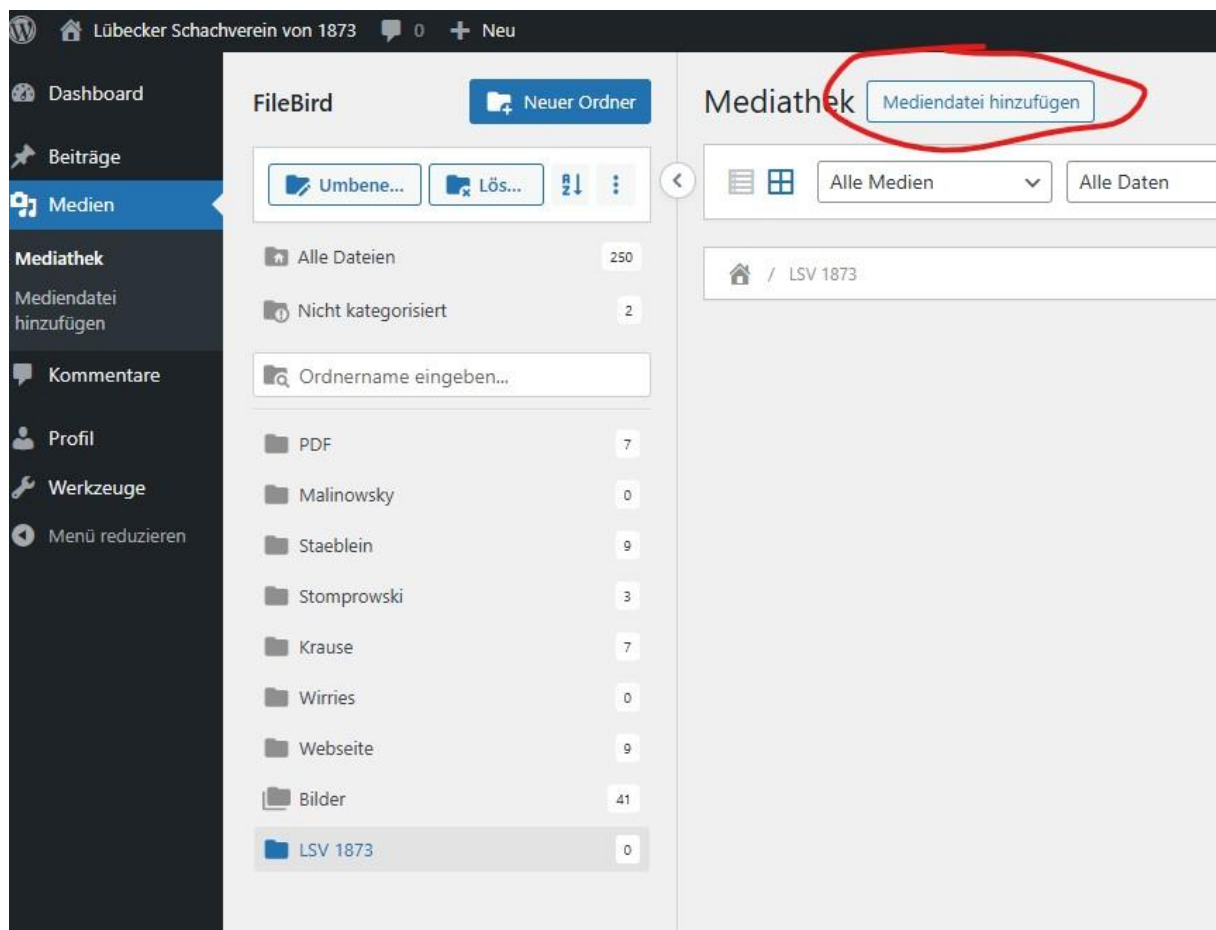 Lübecker Schachverein von 1873 0 + Neu
Dashboard
Beiträge
Medien
Mediathek
Mediendatei
hinzufügen
Kommentare
Profil
Werkzeuge
Menü reduzieren
FileBird Neuer Ordner
Umbene... Lös...
Alle Dateien 250
Nicht kategorisiert 2
Ordnername eingeben...
PDF 7
Malinowsky 0
Staeblein 9
Stomprowski 3
Krause 7
Wirries 0
Webseite 9
Bilder 41
LSV 1873 0
Mediathek Mediendatei hinzufügen
Alle Medien Alle Daten
/ LSV 1873